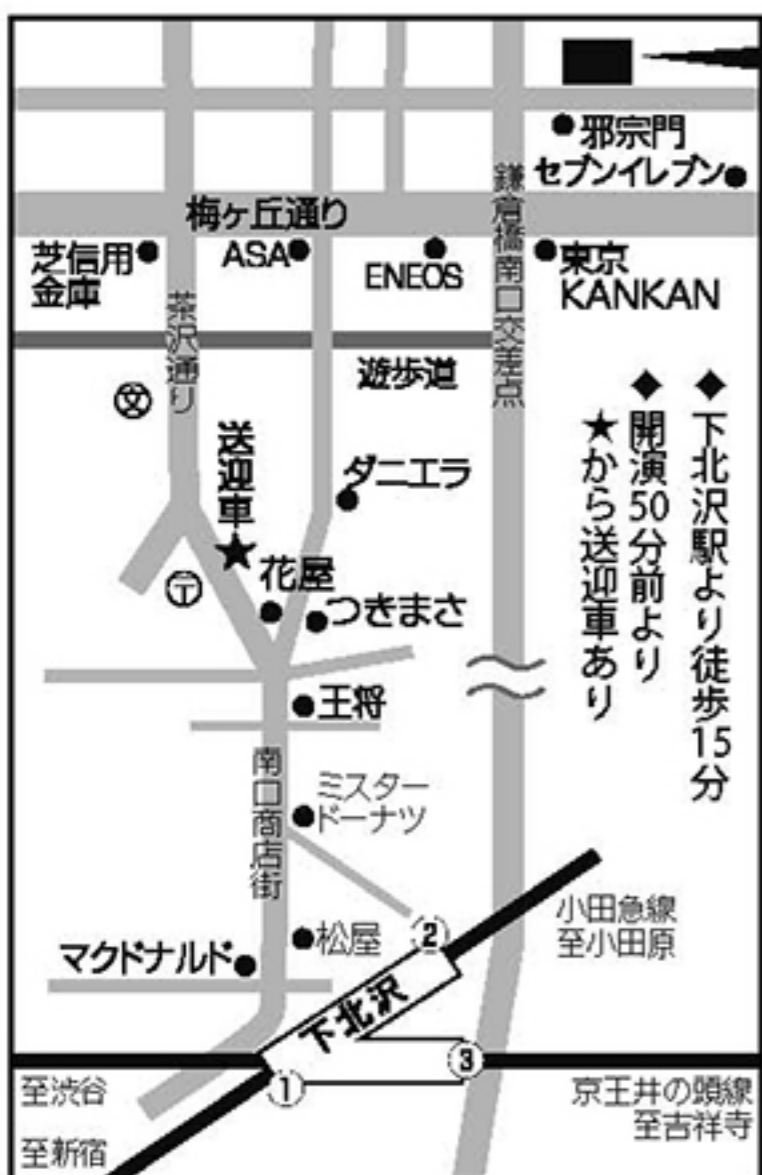 邪宗門
セブンイレブン
梅ヶ丘通り
鎌倉橋南口交差点
芝信用
金庫
ASA
ENEOS
東京
KANKAN
茶沢通り
遊歩道
文
送迎車
★
ダニエラ
〒
花屋
つきまさ
◆下北沢駅より徒歩15分
◆開演50分前より
★から送迎車あり
王将
南口商店街
ミスター
ドーナツ
松屋
マクドナルド
②
小田急線
至小田原
下北沢
①
③
至渋谷
京王井の頭線
至吉祥寺
至新宿